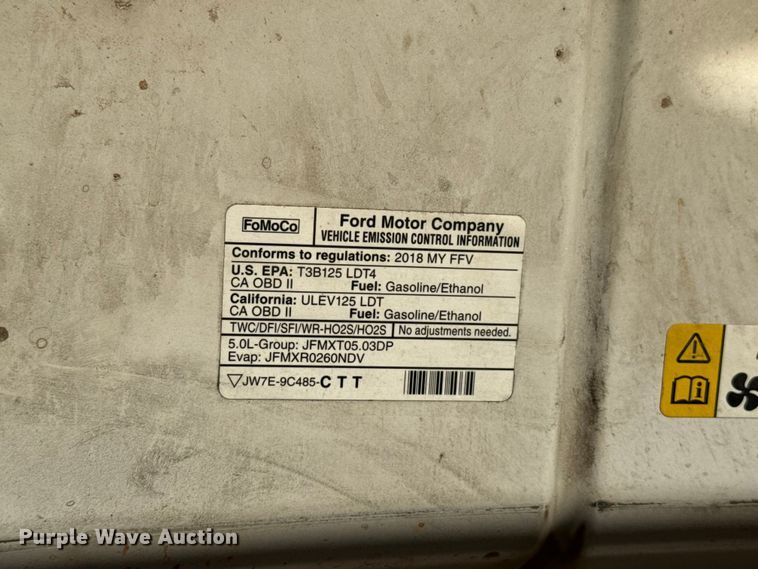 FoMoCo
Ford Motor Company
VEHICLE EMISSION CONTROL INFORMATION
Conforms to regulations: 2018 MY FFV
U.S. EPA: T3B125 LDT4
CA OBD II Fuel: Gasoline/Ethanol
California: ULEV125 LDT
CA OBD II Fuel: Gasoline/Ethanol
TWC/DFI/SFI/WR-HO2S/HO2S No adjustments needed.
5.0L-Group: JFMXT05.03DP
Evap: JFMXR0260NDV
JW7E-9C485-CTT
Purple Wave Auction